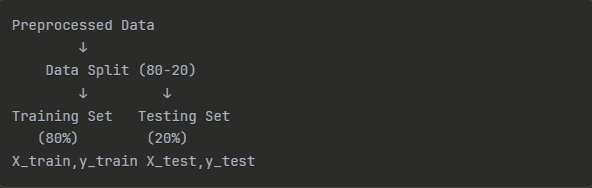 Preprocessed Data
↓
Data Split (80-20)
↓ ↓
Training Set Testing Set
(80%) (20%)
X_train,y_train X_test,y_test